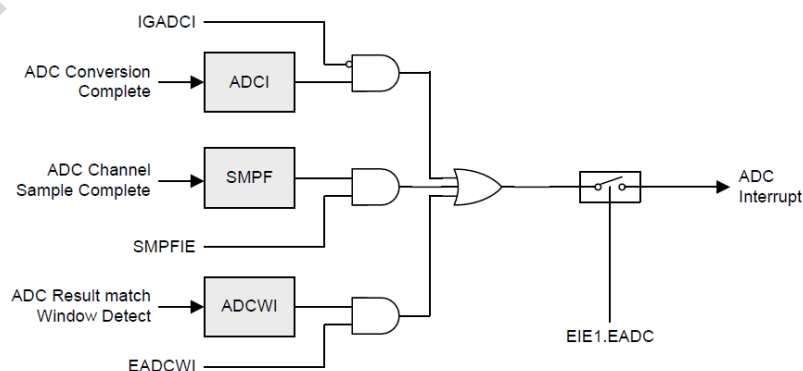 IGADCI
ADC Conversion
Complete
ADCI
ADC Channel
Sample Complete
SMPF
SMPFIE
ADC Result match
Window Detect
ADCWI
EADCWI
ADC
Interrupt
EIE1.EADC